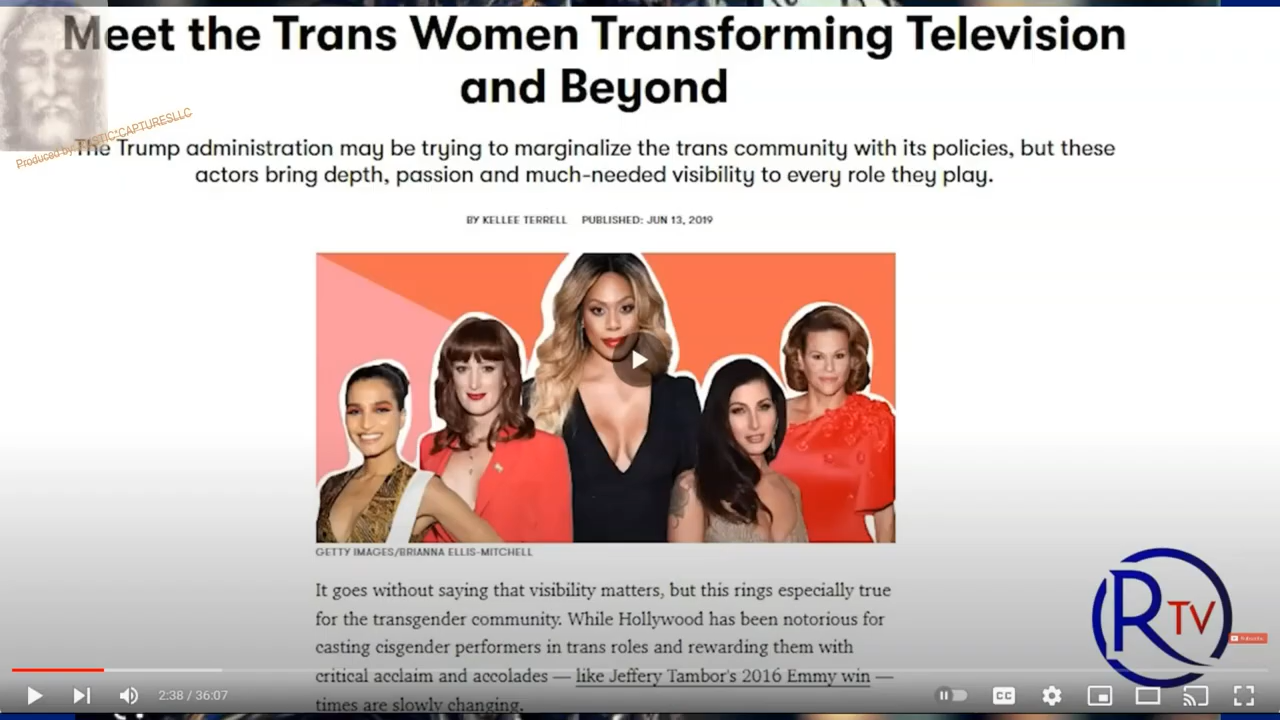 Meet the Trans Women Transforming Television
and Beyond
Produced by STIC*CAPTURESLLC
The Trump administration may be trying to marginalize the trans community with its policies, but these
actors bring depth, passion and much-needed visibility to every role they play.
BY KELLEE TERRELL PUBLISHED: JUN 13, 2019
GETTY IMAGES/BRIANNA ELLIS-MITCHELL
It goes without saying that visibility matters, but this rings especially true
for the transgender community. While Hollywood has been notorious for
casting cisgender performers in trans roles and rewarding them with
critical acclaim and accolades — like Jeffery Tambor's 2016 Emmy win —
times are slowly changing.
R TV
Subscribe
2:38 / 36:07
CC